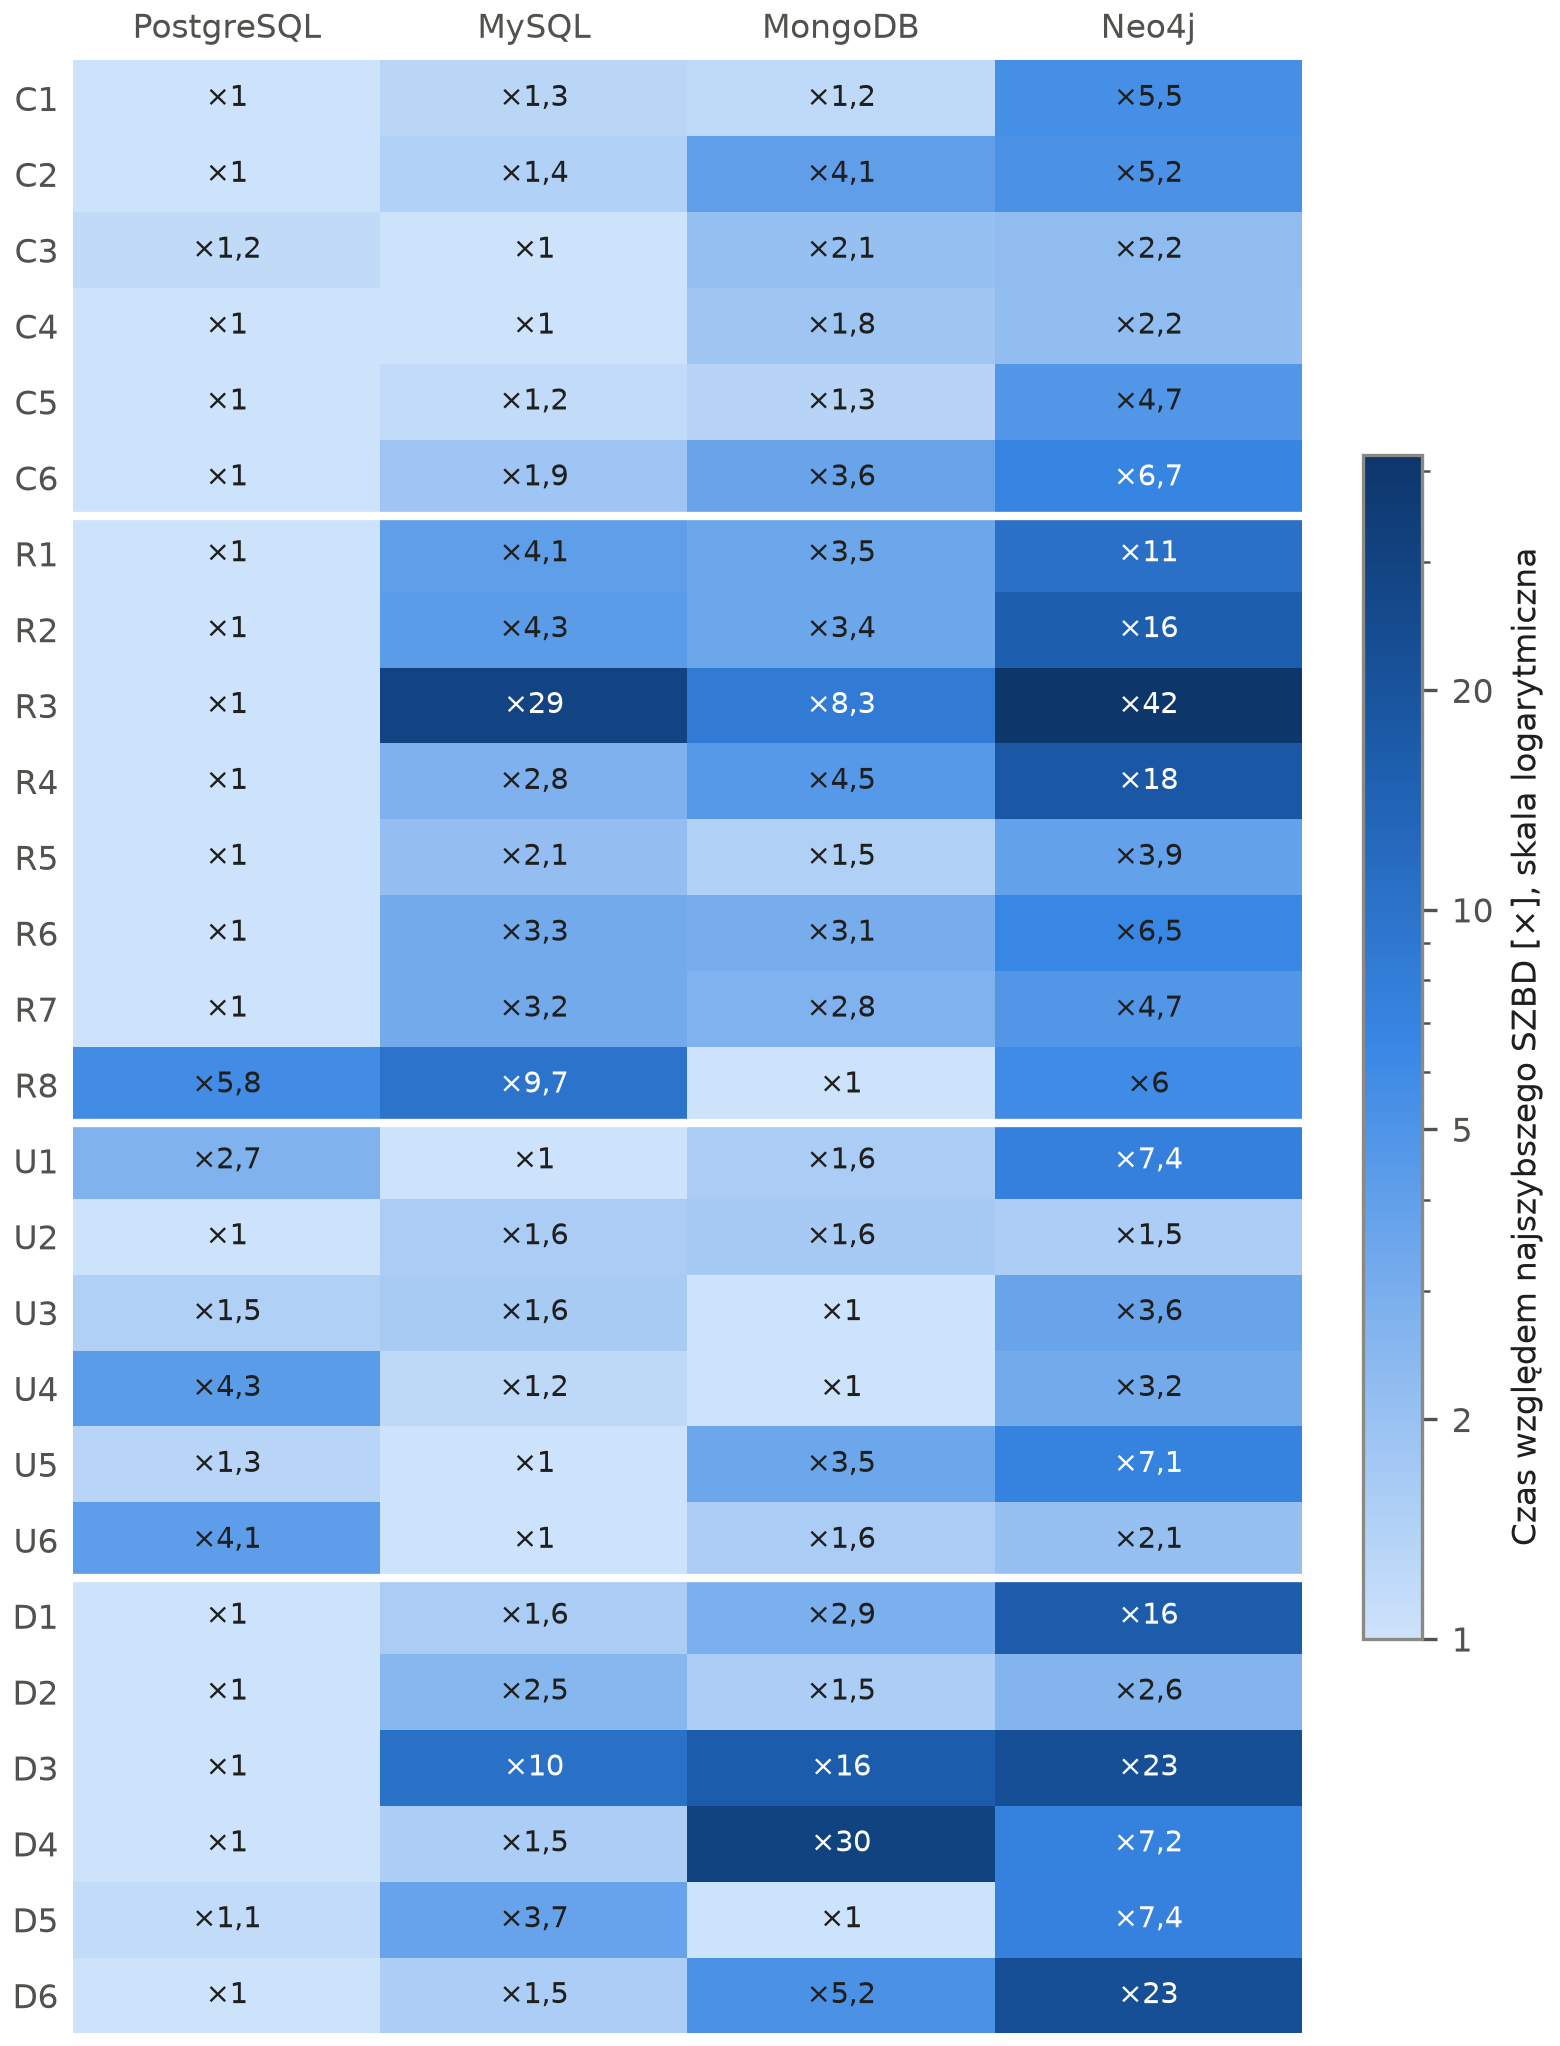 PostgreSQL MySQL MongoDB Neo4j
C1 ×1 ×1,3 ×1,2 ×5,5
C2 ×1 ×1,4 ×4,1 ×5,2
C3 ×1,2 ×1 ×2,1 ×2,2
C4 ×1 ×1 ×1,8 ×2,2
C5 ×1 ×1,2 ×1,3 ×4,7
C6 ×1 ×1,9 ×3,6 ×6,7
R1 ×1 ×4,1 ×3,5 ×11
R2 ×1 ×4,3 ×3,4 ×16
R3 ×1 ×29 ×8,3 ×42
R4 ×1 ×2,8 ×4,5 ×18
R5 ×1 ×2,1 ×1,5 ×3,9
R6 ×1 ×3,3 ×3,1 ×6,5
R7 ×1 ×3,2 ×2,8 ×4,7
R8 ×5,8 ×9,7 ×1 ×6
U1 ×2,7 ×1 ×1,6 ×7,4
U2 ×1 ×1,6 ×1,6 ×1,5
U3 ×1,5 ×1,6 ×1 ×3,6
U4 ×4,3 ×1,2 ×1 ×3,2
U5 ×1,3 ×1 ×3,5 ×7,1
U6 ×4,1 ×1 ×1,6 ×2,1
D1 ×1 ×1,6 ×2,9 ×16
D2 ×1 ×2,5 ×1,5 ×2,6
D3 ×1 ×10 ×16 ×23
D4 ×1 ×1,5 ×30 ×7,2
D5 ×1,1 ×3,7 ×1 ×7,4
D6 ×1 ×1,5 ×5,2 ×23
20
10
5
2
1
Czas względem najszybszego SZBD [×], skala logarytmiczna